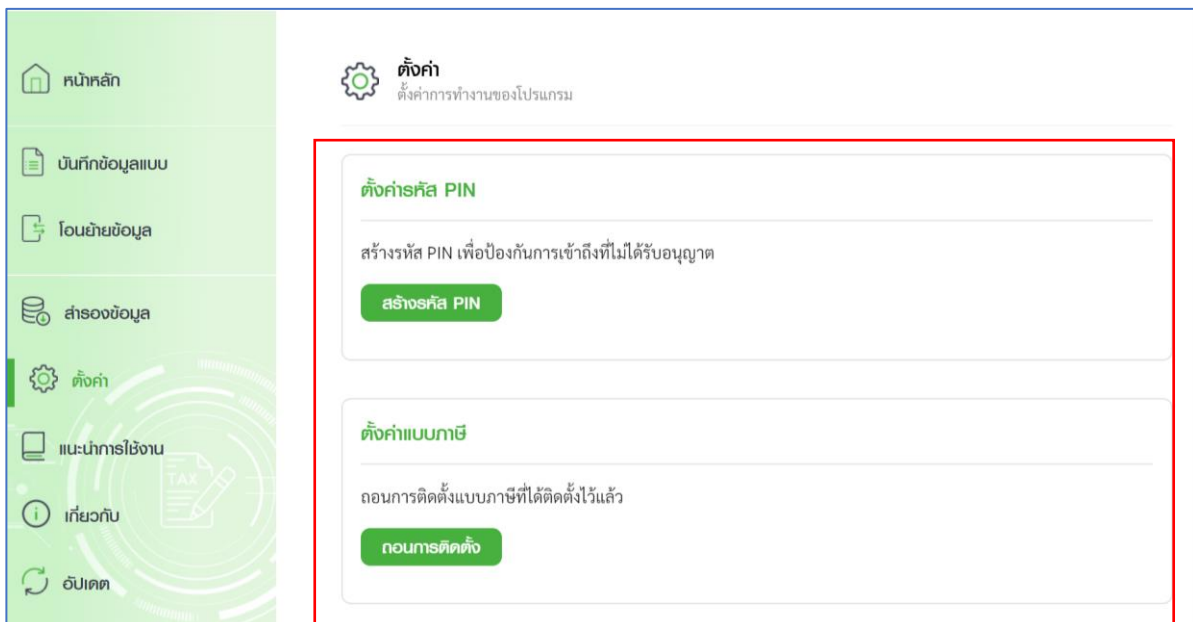 หน้าหลัก
บันทึกข้อมูลแบบ
โอนย้ายข้อมูล
สำรองข้อมูล
ตั้งค่า
แนะนำการใช้งาน
TAX
เกี่ยวกับ
อัปเดต
ตั้งค่า
ตั้งค่าการทำงานของโปรแกรม
ตั้งค่ารหัส PIN
สร้างรหัส PIN เพื่อป้องกันการเข้าถึงที่ไม่ได้รับอนุญาต
สร้างรหัส PIN
ตั้งค่าแบบภาษี
ถอนการติดตั้งแบบภาษีที่ได้ติดตั้งไว้แล้ว
ถอนการติดตั้ง